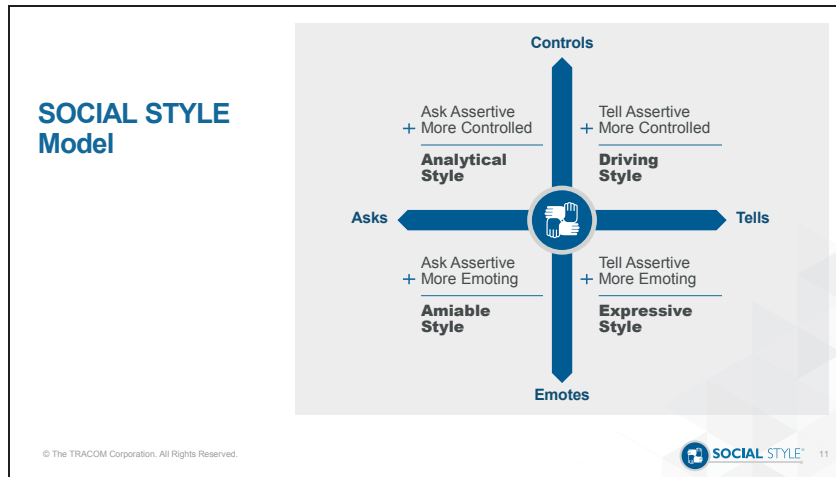 SOCIAL STYLE
Model
Controls
+ Ask Assertive
More Controlled
Analytical
Style
+ Tell Assertive
More Controlled
Driving
Style
Asks
Tells
+ Ask Assertive
More Emoting
Amiable
Style
+ Tell Assertive
More Emoting
Expressive
Style
Emotes
© The TRACOM Corporation. All Rights Reserved.
SOCIAL STYLE®
11